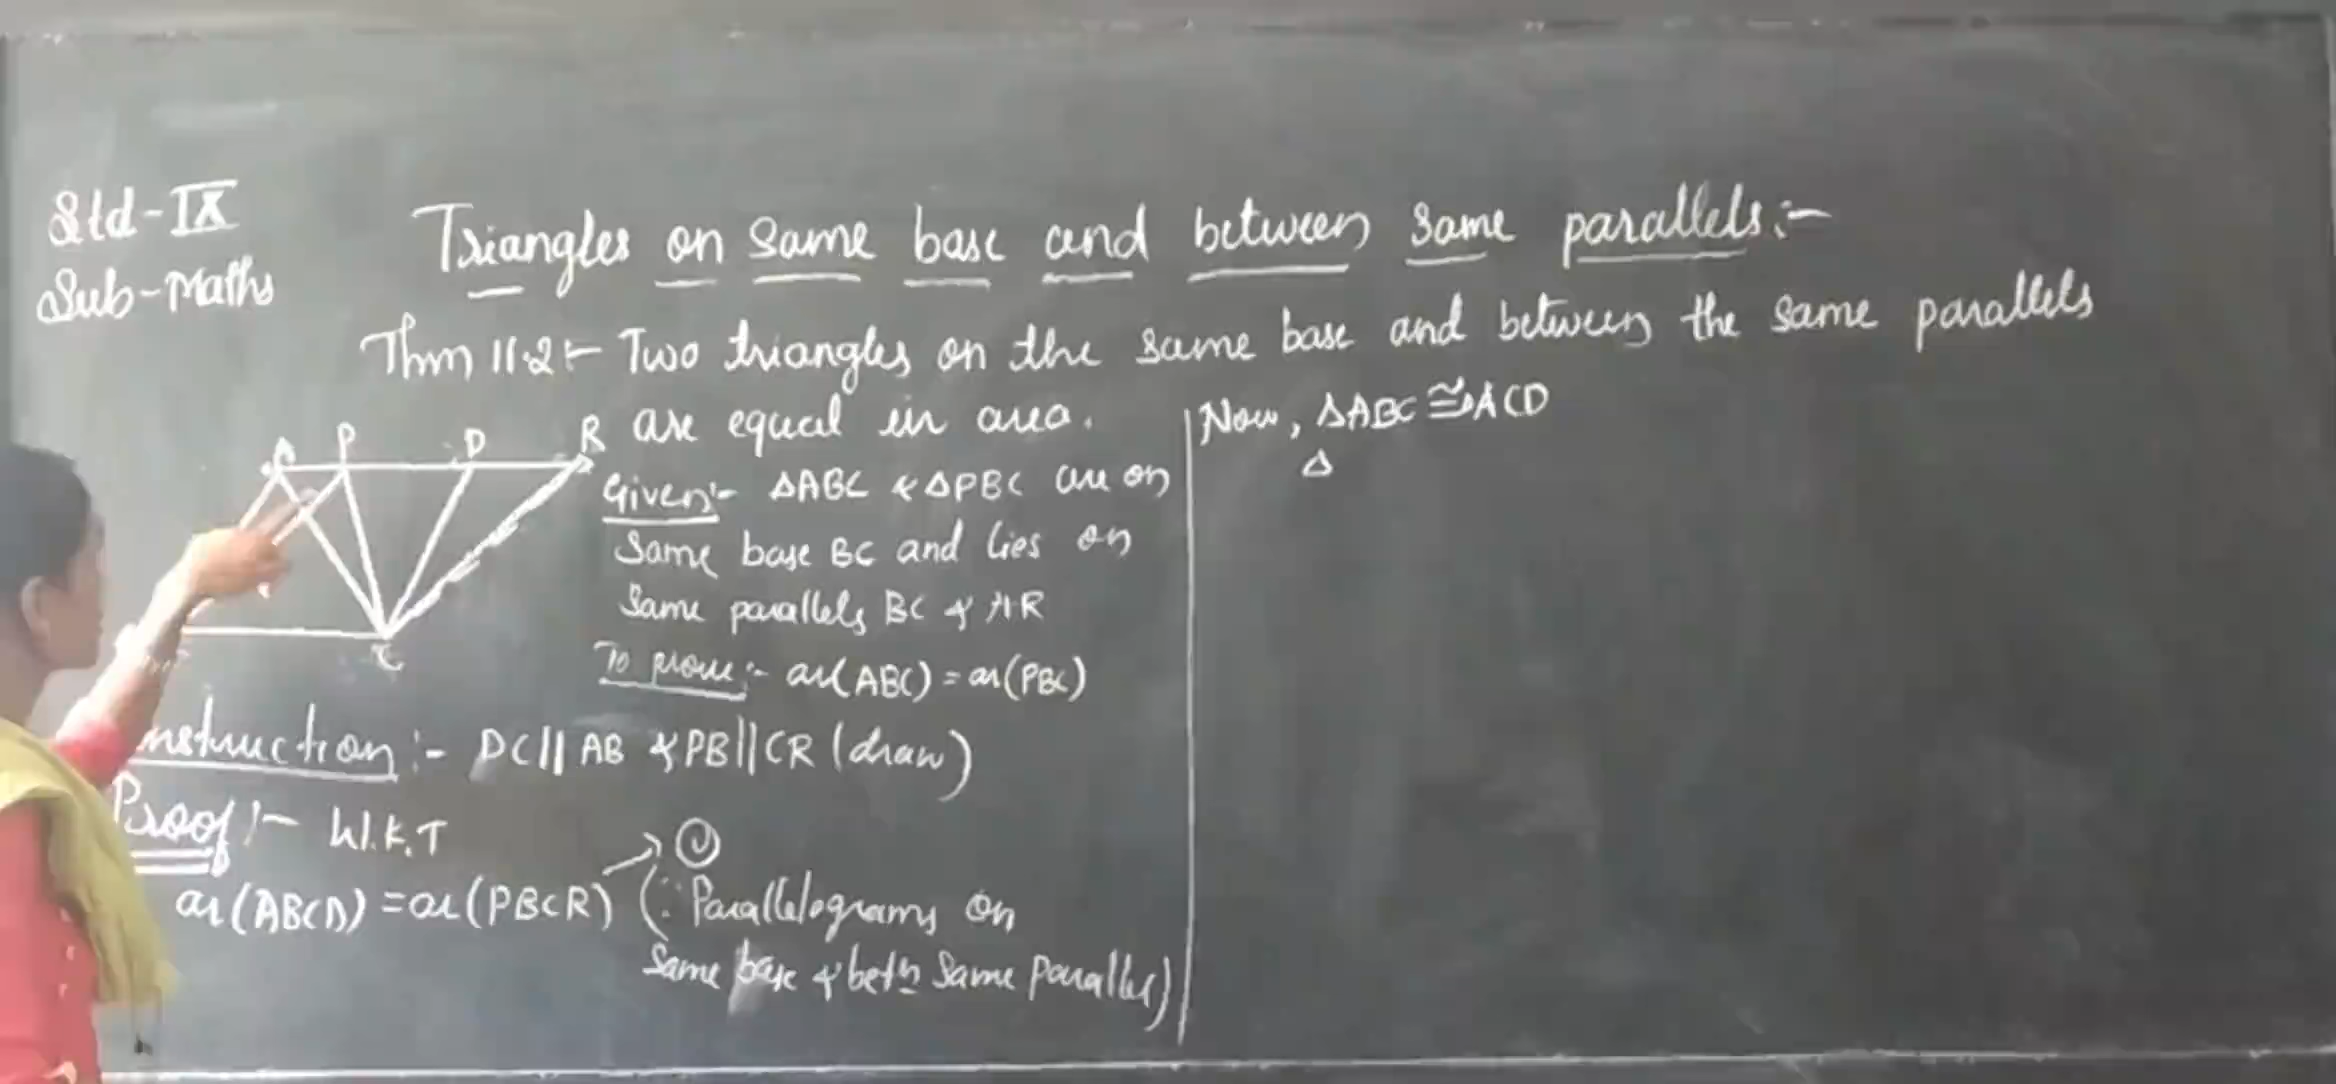 Std-IX
Sub-Maths
Triangles on same base and between same parallels:-
Thm 11.2:- Two triangles on the same base and between the same parallels
are equal in area.
A P D R
C
Given:- ΔABC & ΔPBC are on
Same base BC and lies on
Same parallels BC & AR
To prove:- ar(ABC) = ar(PBC)
nstruction:- DC || AB & PB || CR (draw)
Proof:- W.K.T
ar(ABCD) = ar(PBCR) → ①
(∵ Parallelograms on
Same base & betn Same Parallel)
Now, ΔABC ≅ ΔACD
Δ